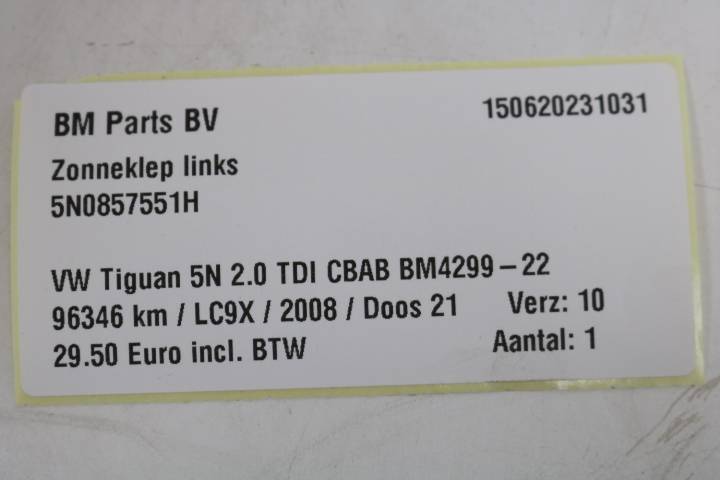 BM Parts BV
150620231031
Zonneklep links
5N0857551H
VW Tiguan 5N 2.0 TDI CBAB BM4299-22
96346 km / LC9X / 2008 / Doos 21 Verz: 10
29.50 Euro incl. BTW Aantal: 1